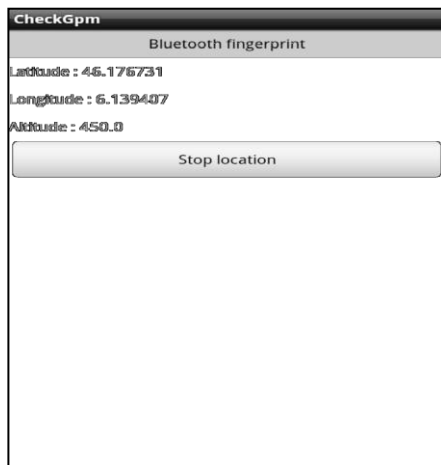 CheckGpm
Bluetooth fingerprint
Latitude : 46.176731
Longitude : 6.139407
Altitude : 450.0
Stop location